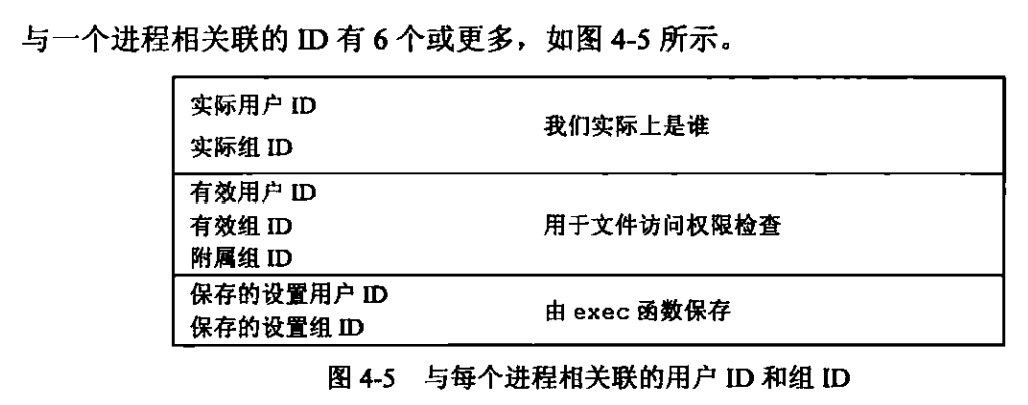 与一个进程相关联的 ID 有 6 个或更多，如图 4-5 所示。
实际用户 ID
实际组 ID
我们实际上是谁
有效用户 ID
有效组 ID
附属组 ID
用于文件访问权限检查
保存的设置用户 ID
保存的设置组 ID
由 exec 函数保存
图 4-5 与每个进程相关联的用户 ID 和组 ID